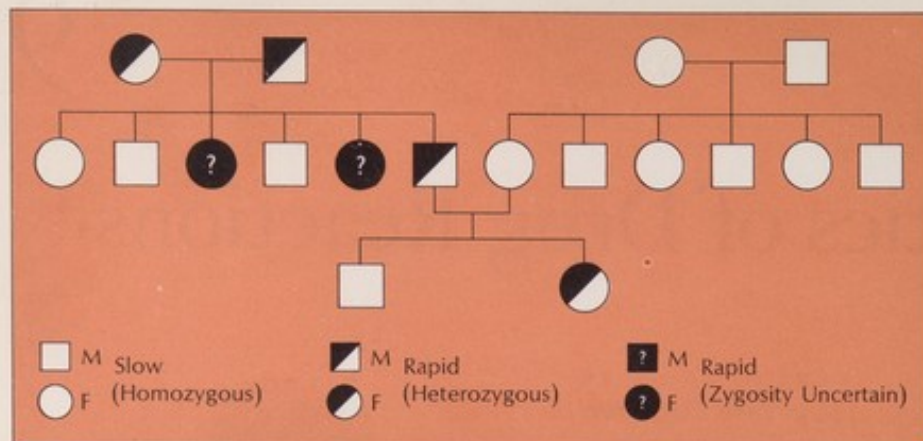 ? ?
M Slow M Rapid ? M Rapid
F (Homozygous) F (Heterozygous) ? F (Zygosity Uncertain)